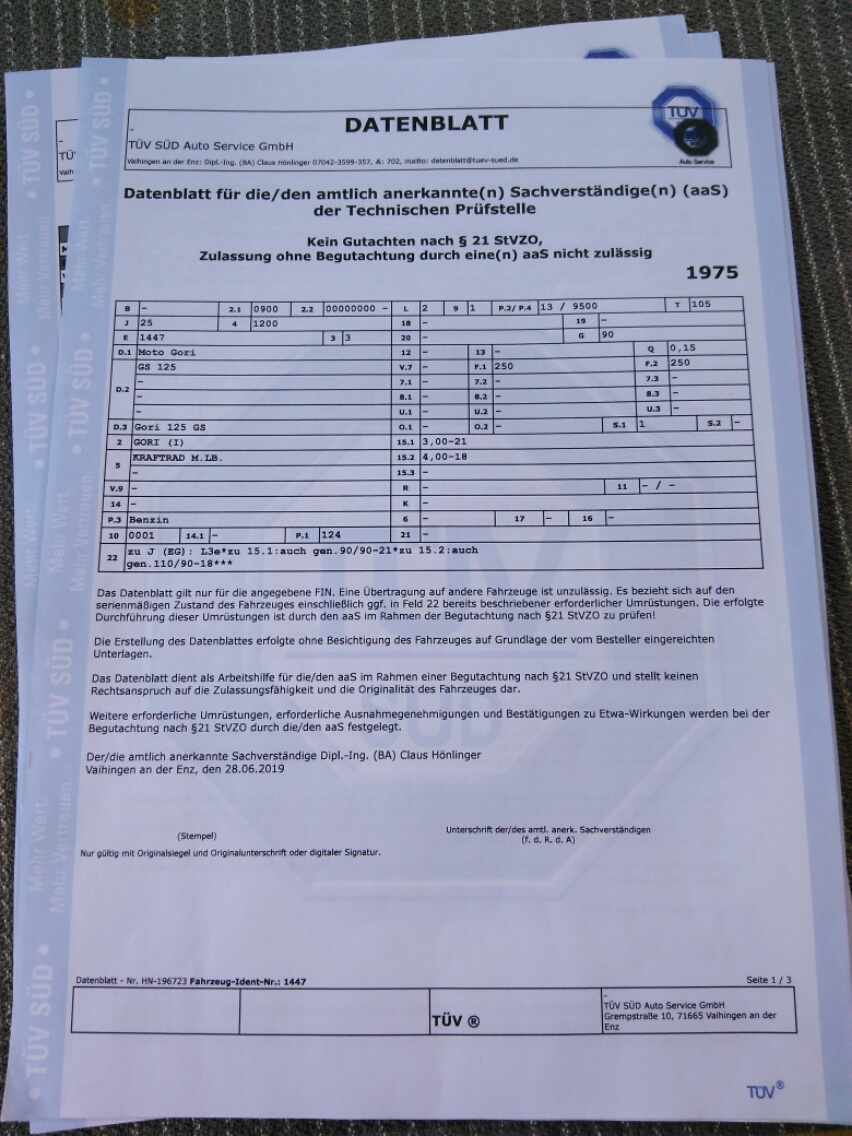 DATENBLATT
-
TÜV SÜD Auto Service GmbH
Vaihingen an der Enz: Dipl.-Ing. (BA) Claus Hönlinger 07042-3599-357, A: 702, mailto: datenblatt@tuev-sued.de
TÜV
SÜD
Auto Service
Datenblatt für die/den amtlich anerkannte(n) Sachverständige(n) (aaS)
der Technischen Prüfstelle
Kein Gutachten nach § 21 StVZO,
Zulassung ohne Begutachtung durch eine(n) aaS nicht zulässig
1975
B - 2.1 0900 2.2 00000000 - L 2 9 1 P.2/ P.4 13 / 9500 T 105
J 25 4 1200 18 - 19 -
E 1447 3 3 20 - G 90
D.1 Moto Gori 12 - 13 - Q 0,15
D.2 GS 125 V.7 - F.1 250 F.2 250
- 7.1 - 7.2 - 7.3 -
- 8.1 - 8.2 - 8.3 -
- U.1 - U.2 - U.3 -
D.3 Gori 125 GS O.1 - O.2 - S.1 1 S.2 -
2 GORI (I) 15.1 3,00-21
5 KRAFTRAD M.LB. 15.2 4,00-18
- 15.3 -
V.9 - R - 11 - / -
14 - K -
P.3 Benzin 6 - 17 - 16 -
10 0001 14.1 - P.1 124 21 -
22 zu J (EG): L3e*zu 15.1:auch gen.90/90-21*zu 15.2:auch
gen.110/90-18***
Das Datenblatt gilt nur für die angegebene FIN. Eine Übertragung auf andere Fahrzeuge ist unzulässig. Es bezieht sich auf den
serienmäßigen Zustand des Fahrzeuges einschließlich ggf. in Feld 22 bereits beschriebener erforderlicher Umrüstungen. Die erfolgte
Durchführung dieser Umrüstungen ist durch den aaS im Rahmen der Begutachtung nach §21 StVZO zu prüfen!
Die Erstellung des Datenblattes erfolgte ohne Besichtigung des Fahrzeuges auf Grundlage der vom Besteller eingereichten
Unterlagen.
Das Datenblatt dient als Arbeitshilfe für die/den aaS im Rahmen einer Begutachtung nach §21 StVZO und stellt keinen
Rechtsanspruch auf die Zulassungsfähigkeit und die Originalität des Fahrzeuges dar.
Weitere erforderliche Umrüstungen, erforderliche Ausnahmegenehmigungen und Bestätigungen zu Etwa-Wirkungen werden bei der
Begutachtung nach §21 StVZO durch die/den aaS festgelegt.
Der/die amtlich anerkannte Sachverständige Dipl.-Ing. (BA) Claus Hönlinger
Vaihingen an der Enz, den 28.06.2019
(Stempel)
Unterschrift der/des amtl. anerk. Sachverständigen
(f. d. R. d. A)
Nur gültig mit Originalsiegel und Originalunterschrift oder digitaler Signatur.
Datenblatt - Nr. HN-196723 Fahrzeug-Ident-Nr.: 1447
Seite 1 / 3
TÜV ®
-
TÜV SÜD Auto Service GmbH
Grempstraße 10, 71665 Vaihingen an der
Enz
TÜV®
TÜV SÜD • Mehr Wert. Mehr Vertrauen.